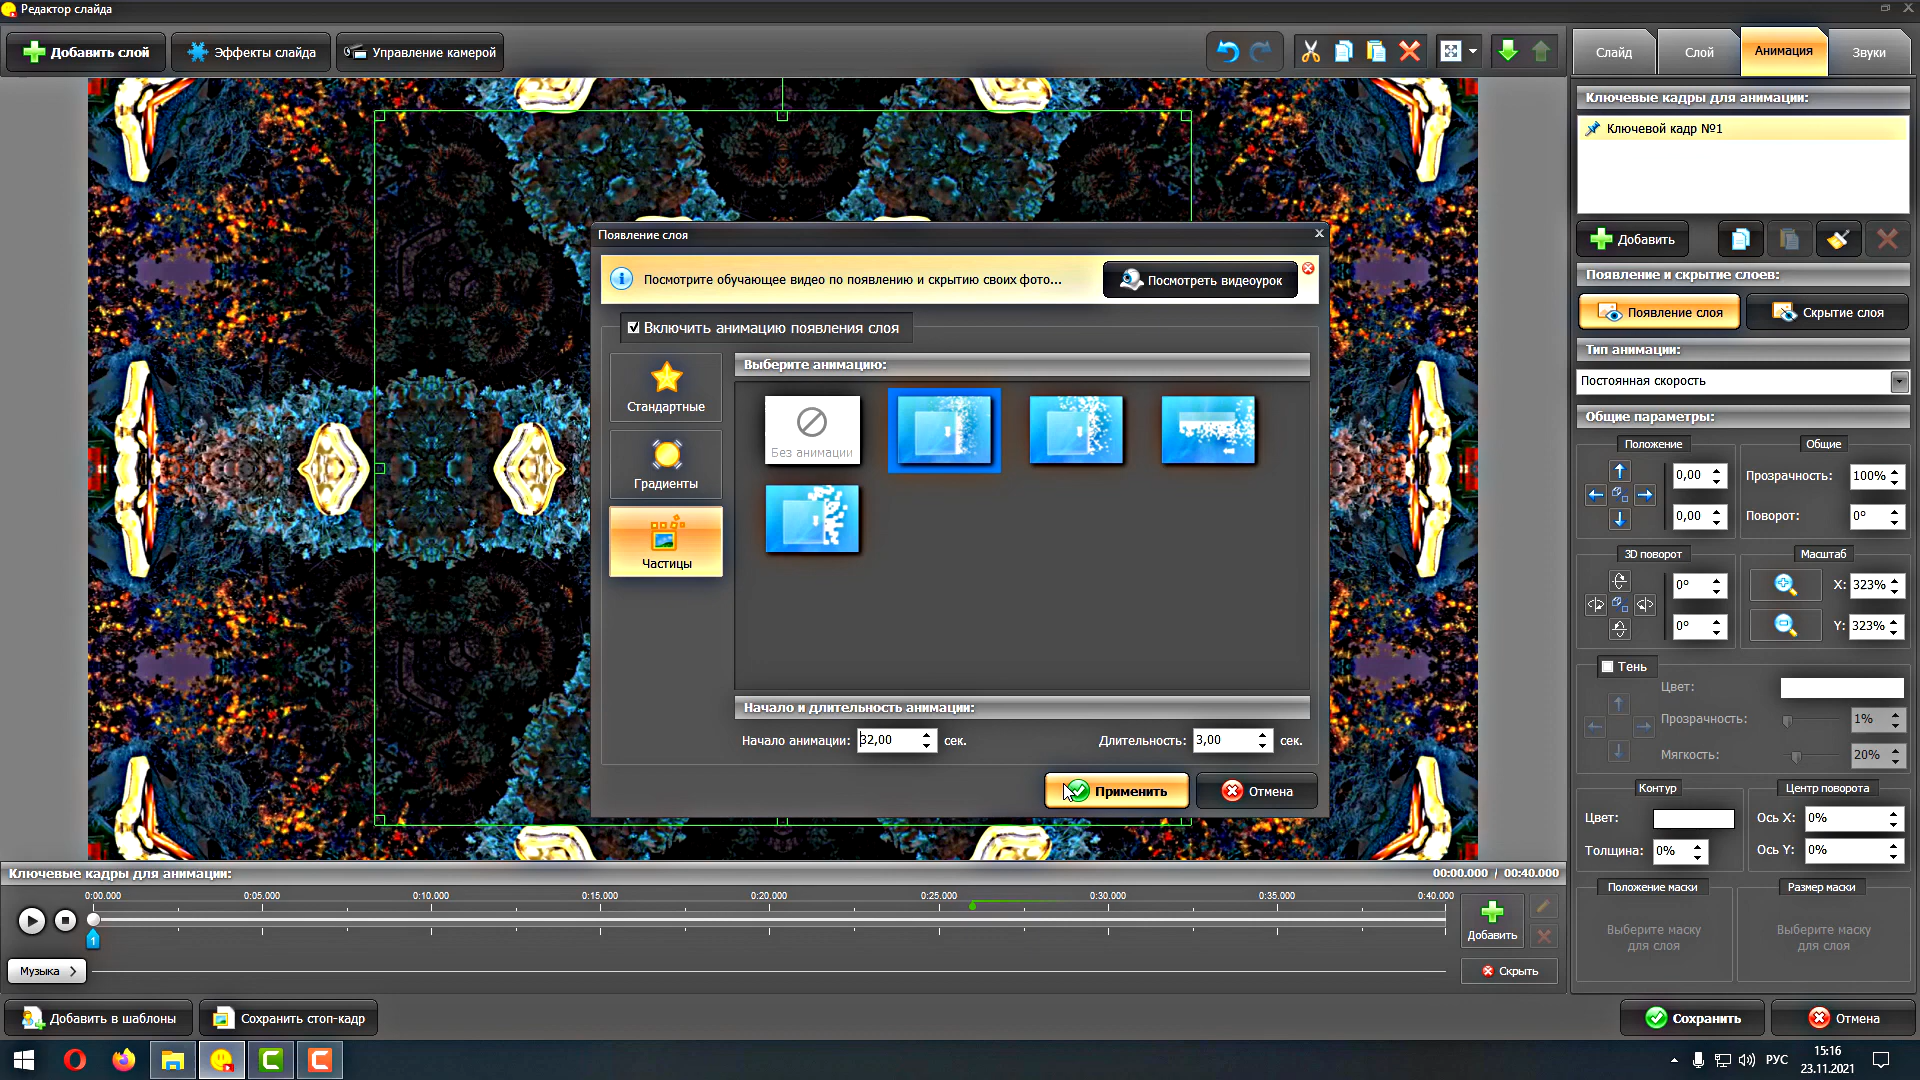 Редактор слайда
Добавить слой
Эффекты слайда
Управление камерой
Слайд
Слой
Анимация
Звуки
Ключевые кадры для анимации:
Ключевой кадр №1
Добавить
Появление и скрытие слоев:
Появление слоя
Скрытие слоя
Тип анимации:
Постоянная скорость
Общие параметры:
Положение
Общие
0,00
Прозрачность:
100%
0,00
Поворот:
0º
3D поворот
Масштаб
0º
X:
323%
0º
Y:
323%
Тень
Цвет:
Прозрачность:
1%
Мягкость:
20%
Контур
Центр поворота
Цвет:
Ось X:
0%
Толщина:
0%
Ось Y:
0%
Положение маски
Размер маски
Выберите маску
для слоя
Выберите маску
для слоя
Появление слоя
Посмотрите обучающее видео по появлению и скрытию своих фото...
Посмотреть видеоурок
Включить анимацию появления слоя
Стандартные
Градиенты
Частицы
Выберите анимацию:
Без анимации
Начало и длительность анимации:
Начало анимации:
32,00
сек.
Длительность:
3,00
сек.
Применить
Отмена
Ключевые кадры для анимации:
00:00.000 / 00:40.000
0:00.000
0:05.000
0:10.000
0:15.000
0:20.000
0:25.000
0:30.000
0:35.000
0:40.000
1
Добавить
Музыка
Скрыть
Добавить в шаблоны
Сохранить стоп-кадр
Сохранить
Отмена
РУС
15:16
23.11.2021